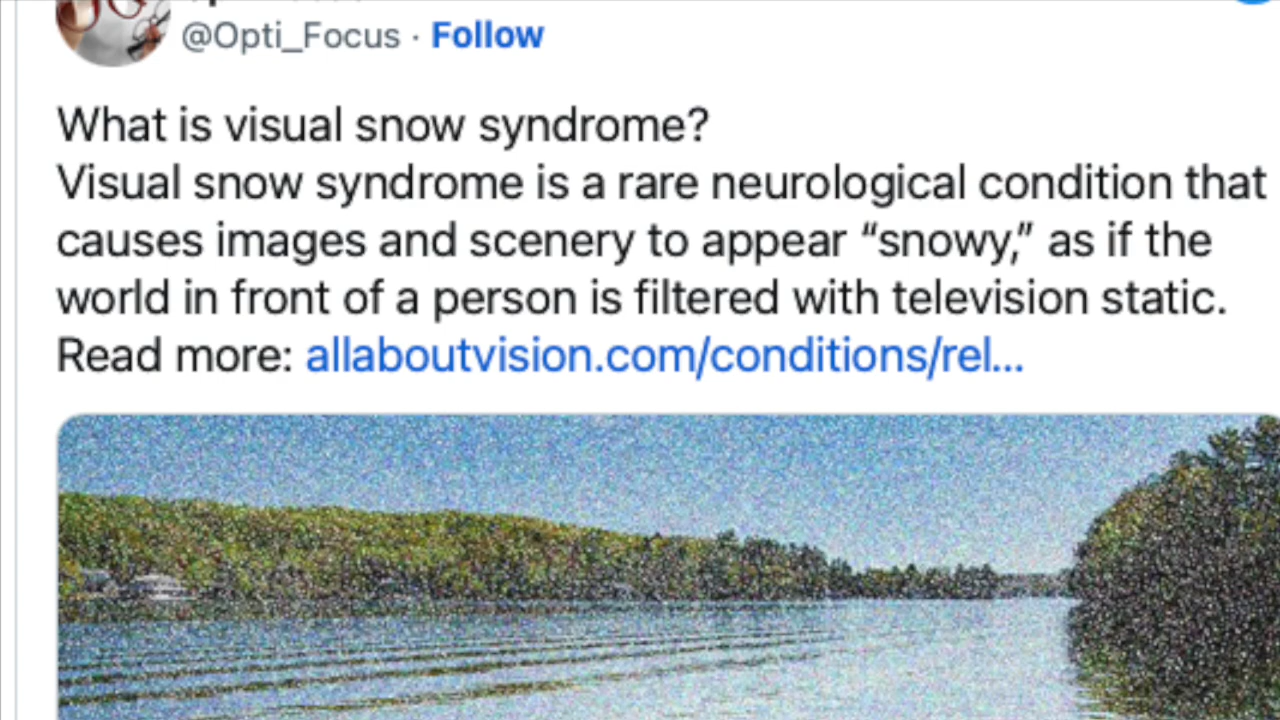 @Opti_Focus · Follow
What is visual snow syndrome?
Visual snow syndrome is a rare neurological condition that
causes images and scenery to appear “snowy,” as if the
world in front of a person is filtered with television static.
Read more: allaboutvision.com/conditions/rel...